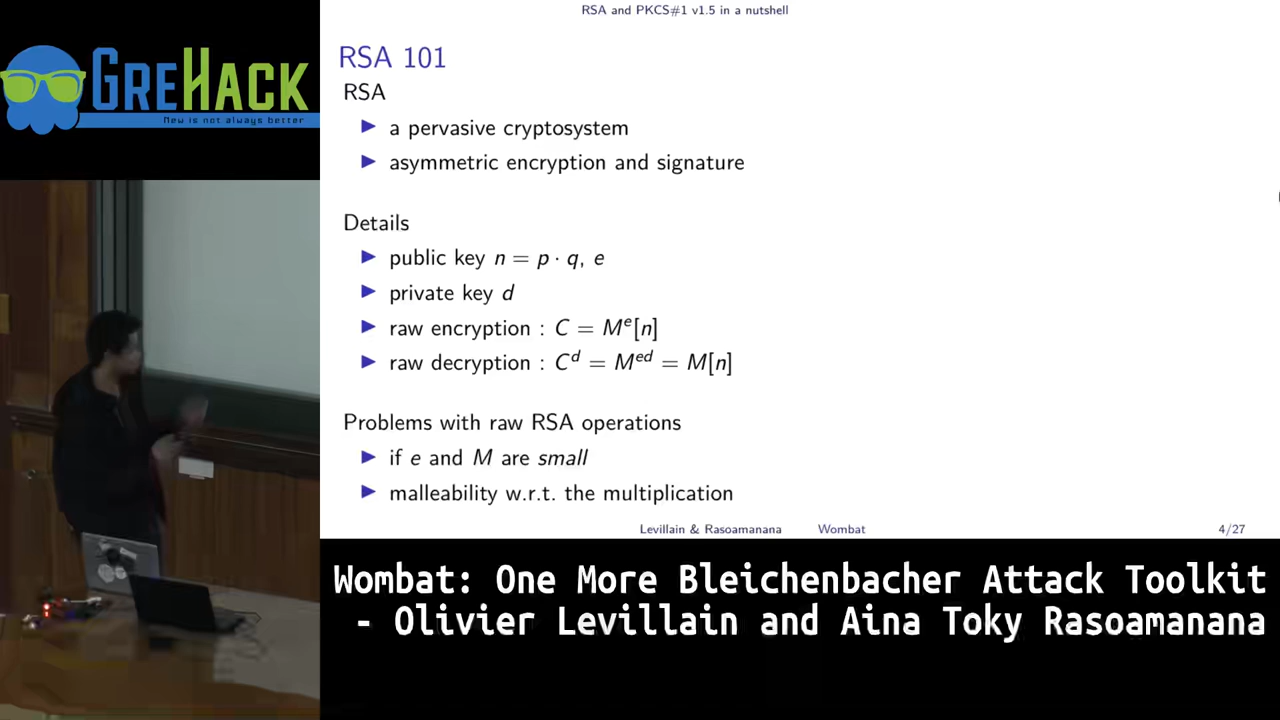 RSA and PKCS#1 v1.5 in a nutshell
GREHACK
New is not always better
RSA 101
RSA
▶ a pervasive cryptosystem
▶ asymmetric encryption and signature
Details
▶ public key n = p · q, e
▶ private key d
▶ raw encryption : C = Mᵉ[n]
▶ raw decryption : Cᵈ = Mᵉᵈ = M[n]
Problems with raw RSA operations
▶ if e and M are small
▶ malleability w.r.t. the multiplication
Levillain & Rasoamanana Wombat 4/27
Wombat: One More Bleichenbacher Attack Toolkit
- Olivier Levillain and Aina Toky Rasoamanana